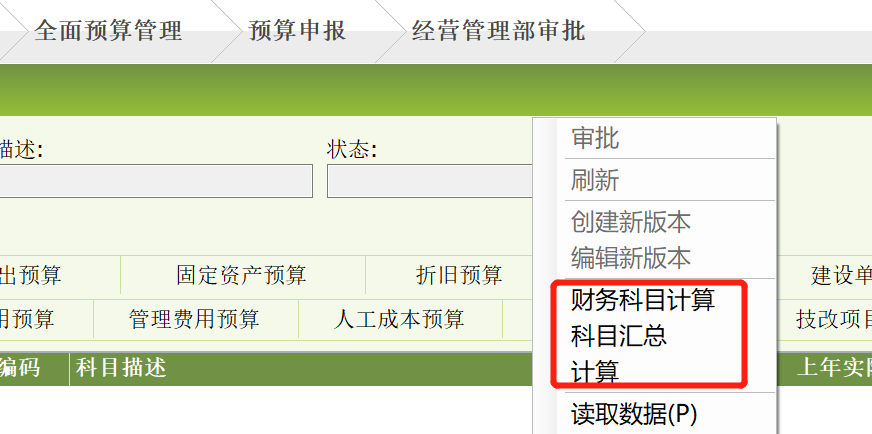 全面预算管理 预算申报 经营管理部审批
描述: 状态:
审批
刷新
创建新版本
编辑新版本
出预算 固定资产预算 折旧预算 建设单
财务科目计算
用预算 管理费用预算 人工成本预算 技改项目
科目汇总
编码 科目描述 上年实际
计算
读取数据(P)